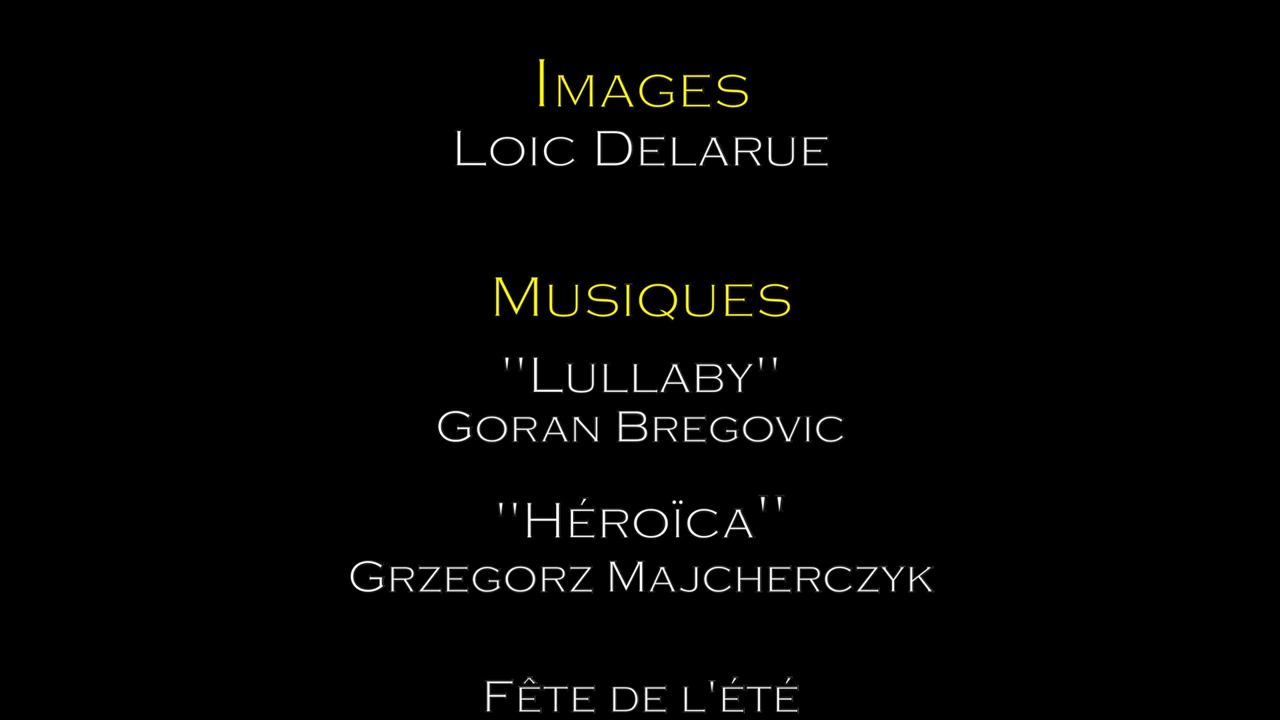 Images
Loic Delarue
Musiques
''Lullaby''
Goran Bregovic
''Héroïca''
Grzegorz Majcherczyk
Fête de l'été